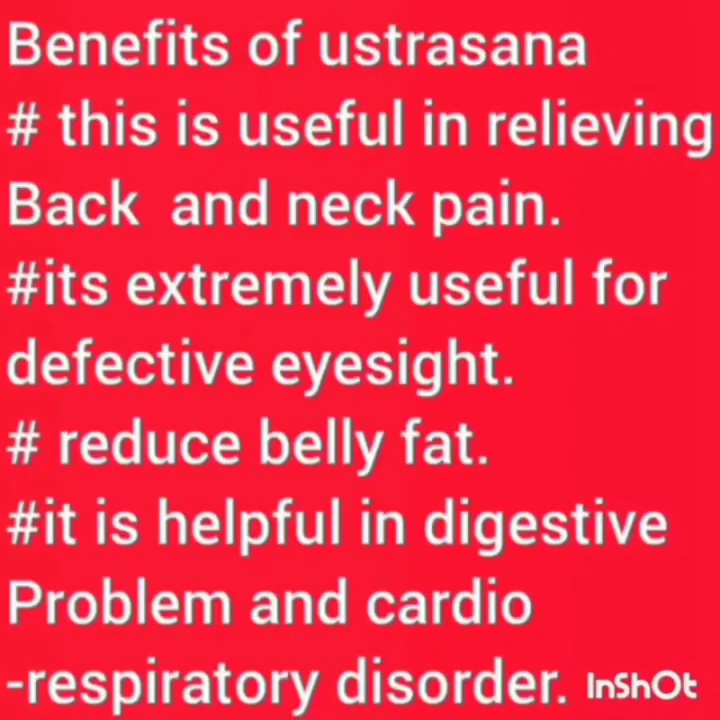 Benefits of ustrasana
# this is useful in relieving
Back  and neck pain.
#its extremely useful for
defective eyesight.
# reduce belly fat.
#it is helpful in digestive
Problem and cardio
-respiratory disorder. InShOt